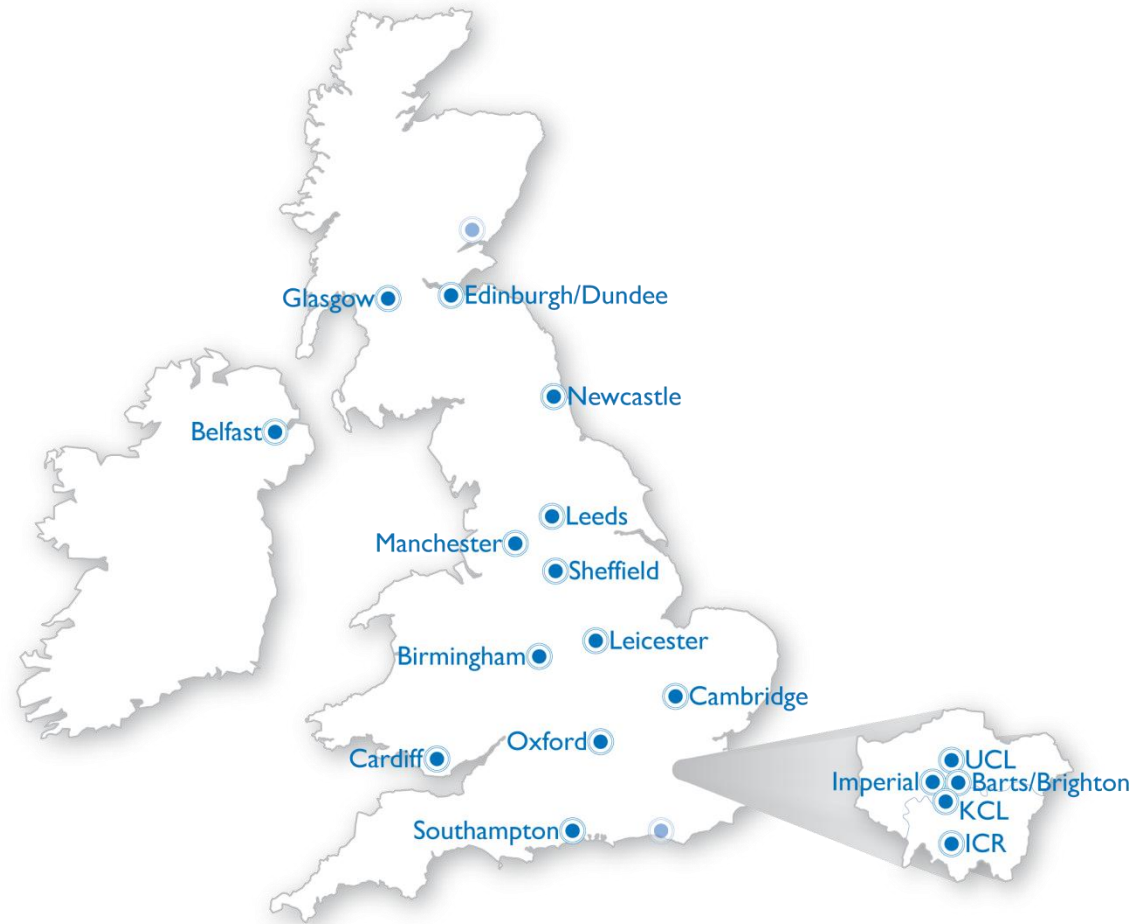 Glasgow
Edinburgh/Dundee
Newcastle
Belfast
Leeds
Manchester
Sheffield
Leicester
Birmingham
Cambridge
Oxford
Cardiff
UCL
Imperial
Barts/Brighton
KCL
Southampton
ICR